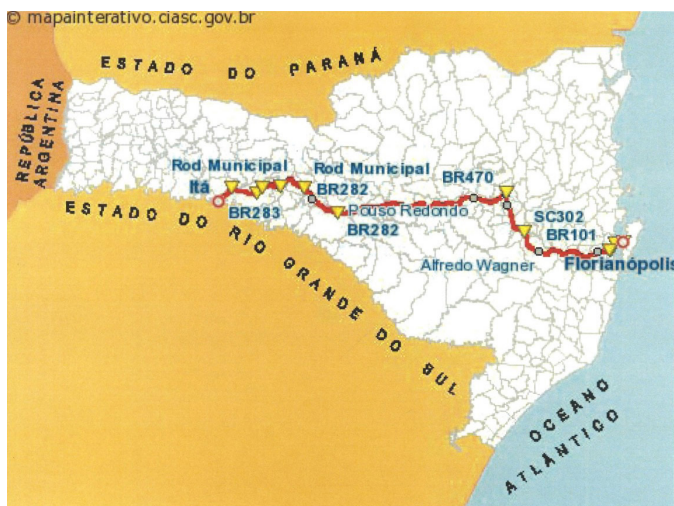 © mapainterativo.ciasc.gov.br
ESTADO DO PARANÁ
REPÚBLICA
ARGENTINA
Rod Municipal
Rod Municipal
Itá
BR282
BR470
BR283
Pouso Redondo
BR282
SC302
BR101
Alfredo Wagner
Florianópolis
ESTADO DO RIO GRANDE DO SUL
OCEANO
ATLÂNTICO